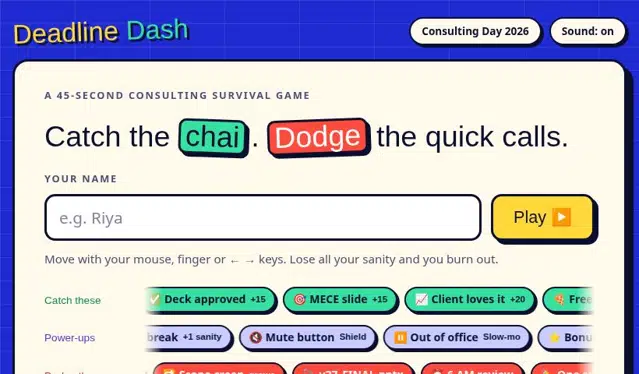 Deadline Dash
Consulting Day 2026
Sound: on
A 45-SECOND CONSULTING SURVIVAL GAME
Catch the chai. Dodge the quick calls.
YOUR NAME
e.g. Riya
Play ▶️
Move with your mouse, finger or ← → keys. Lose all your sanity and you burn out.
Catch these ✅ Deck approved +15 🎯 MECE slide +15 📈 Client loves it +20 Free
Power-ups break +1 sanity 🔇 Mute button Shield ⏸️ Out of office Slow-mo ⭐ Bonu